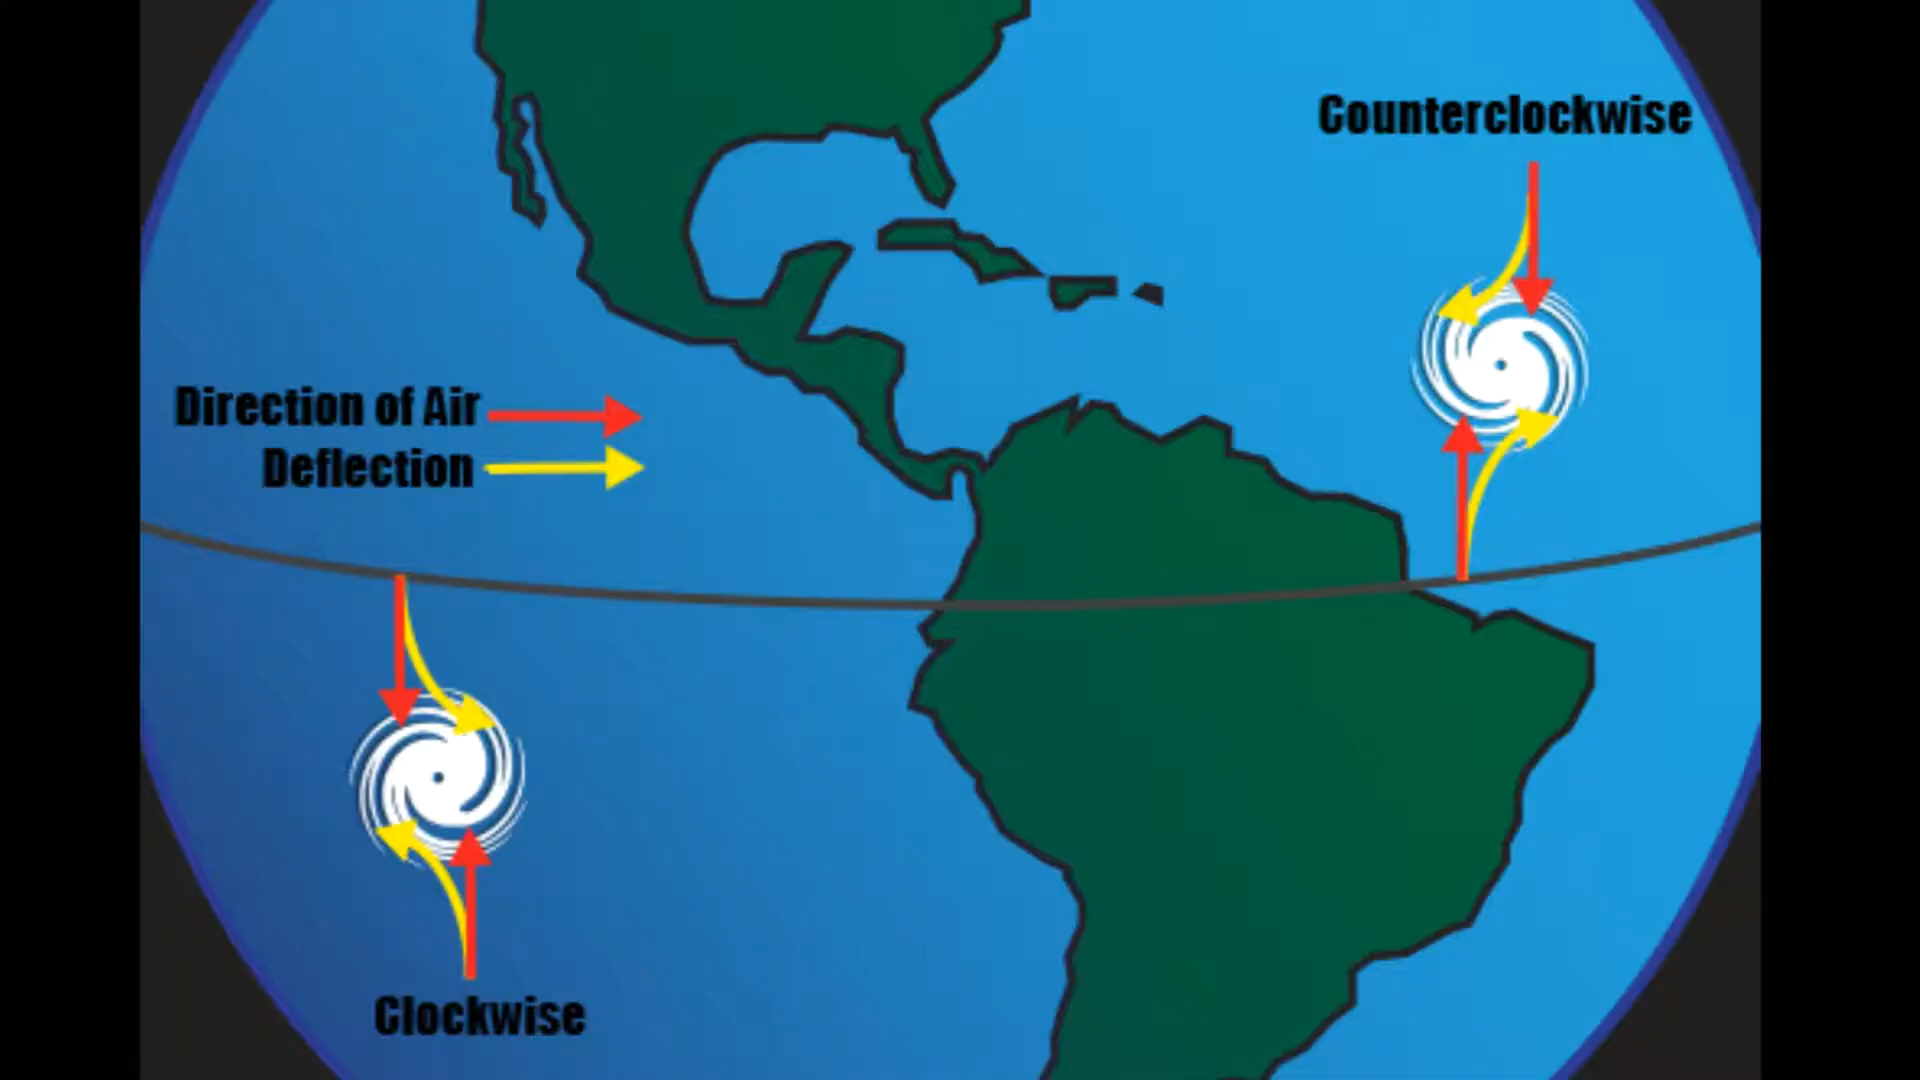 Counterclockwise
Direction of Air
Deflection
Clockwise